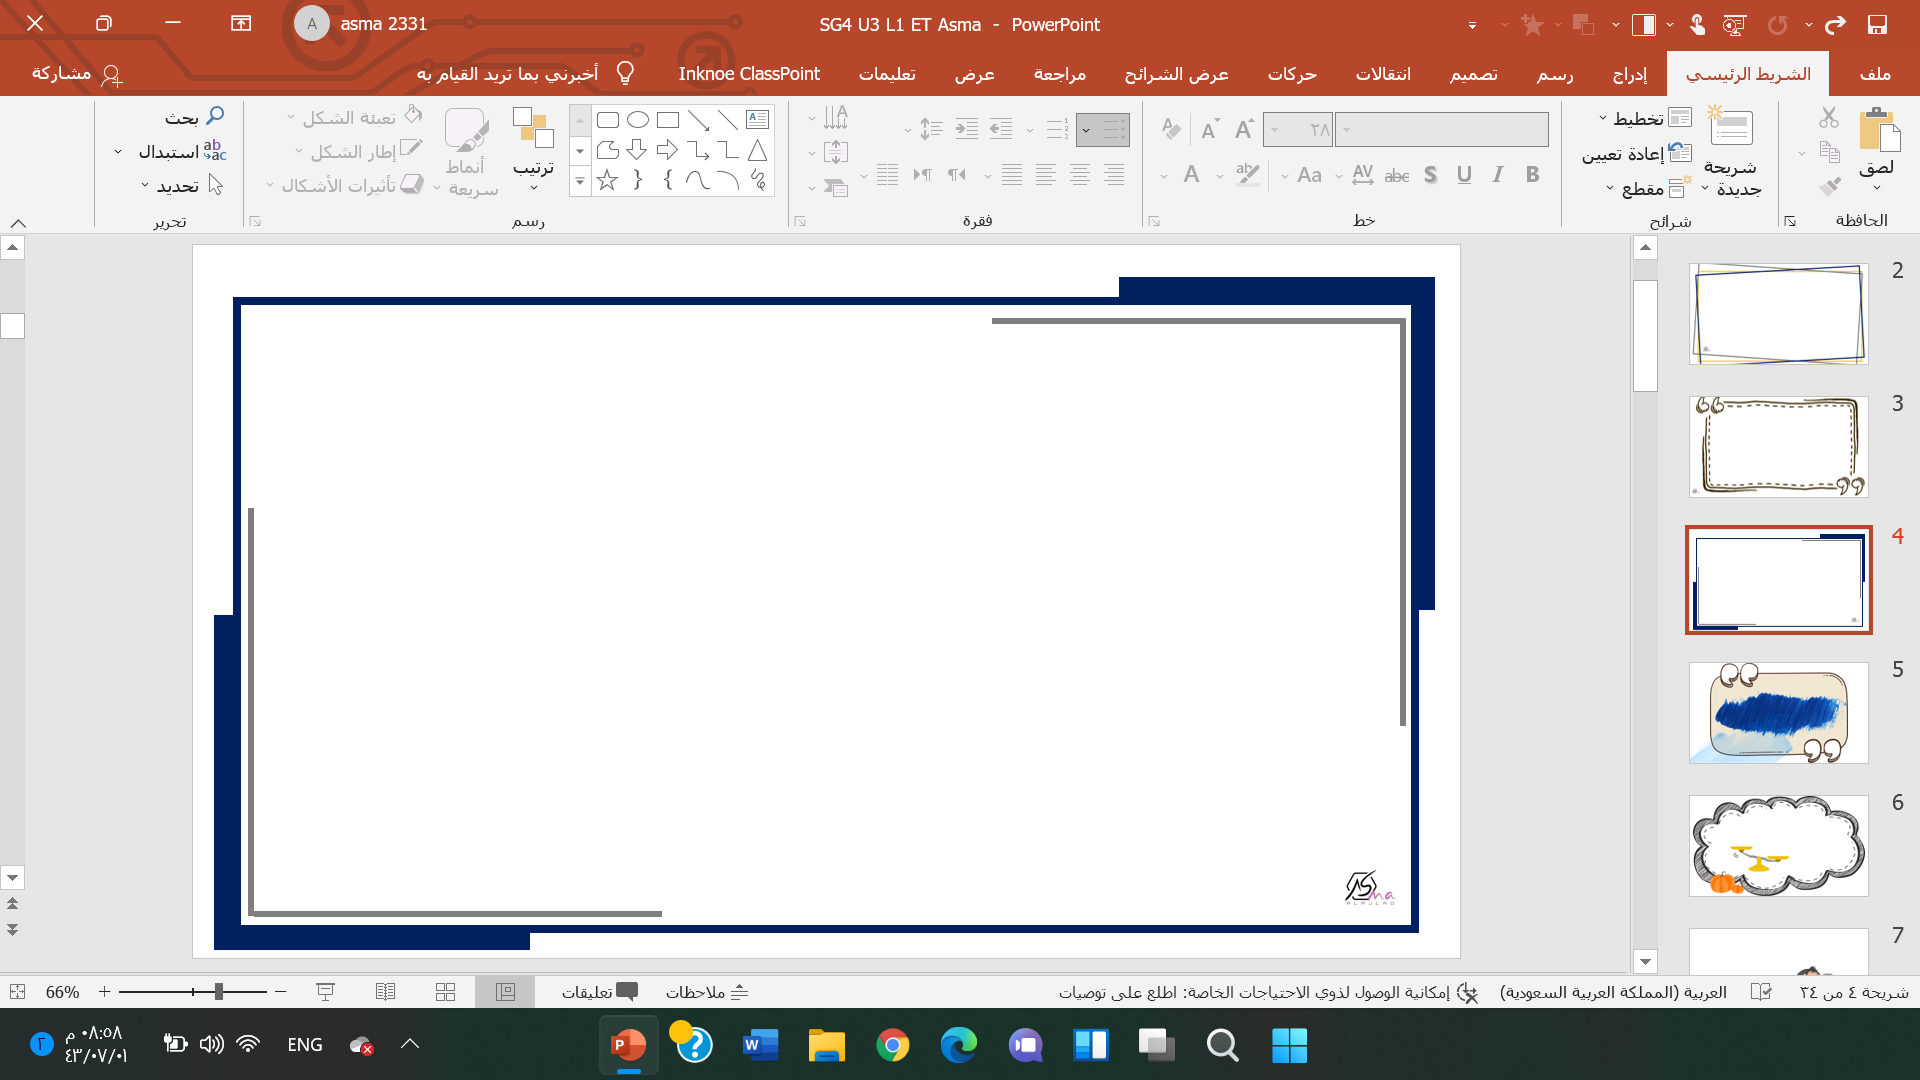 asma 2331
SG4 U3 L1 ET Asma - PowerPoint
ملف
الشريط الرئيسي
إدراج
رسم
تصميم
انتقالات
حركات
عرض الشرائح
مراجعة
عرض
تعليمات
Inknoe ClassPoint
أخبرني بما تريد القيام به
مشاركة
لصق
الحافظة
شريحة
جديدة
تخطيط
إعادة تعيين
مقطع
شرائح
٢٨
خط
فقرة
ترتيب
أنماط
سريعة
تعبئة الشكل
إطار الشكل
تأثيرات الأشكال
رسم
بحث
استبدال
تحديد
تحرير
2
3
4
5
6
7
ASma
ALAJLAD
شريحة ٤ من ٢٤
العربية (المملكة العربية السعودية)
إمكانية الوصول لذوي الاحتياجات الخاصة: اطلع على توصيات
ملاحظات
تعليقات
66%
ENG
٠٨:٥٨ م
٤٣/٠٧/٠١
٢